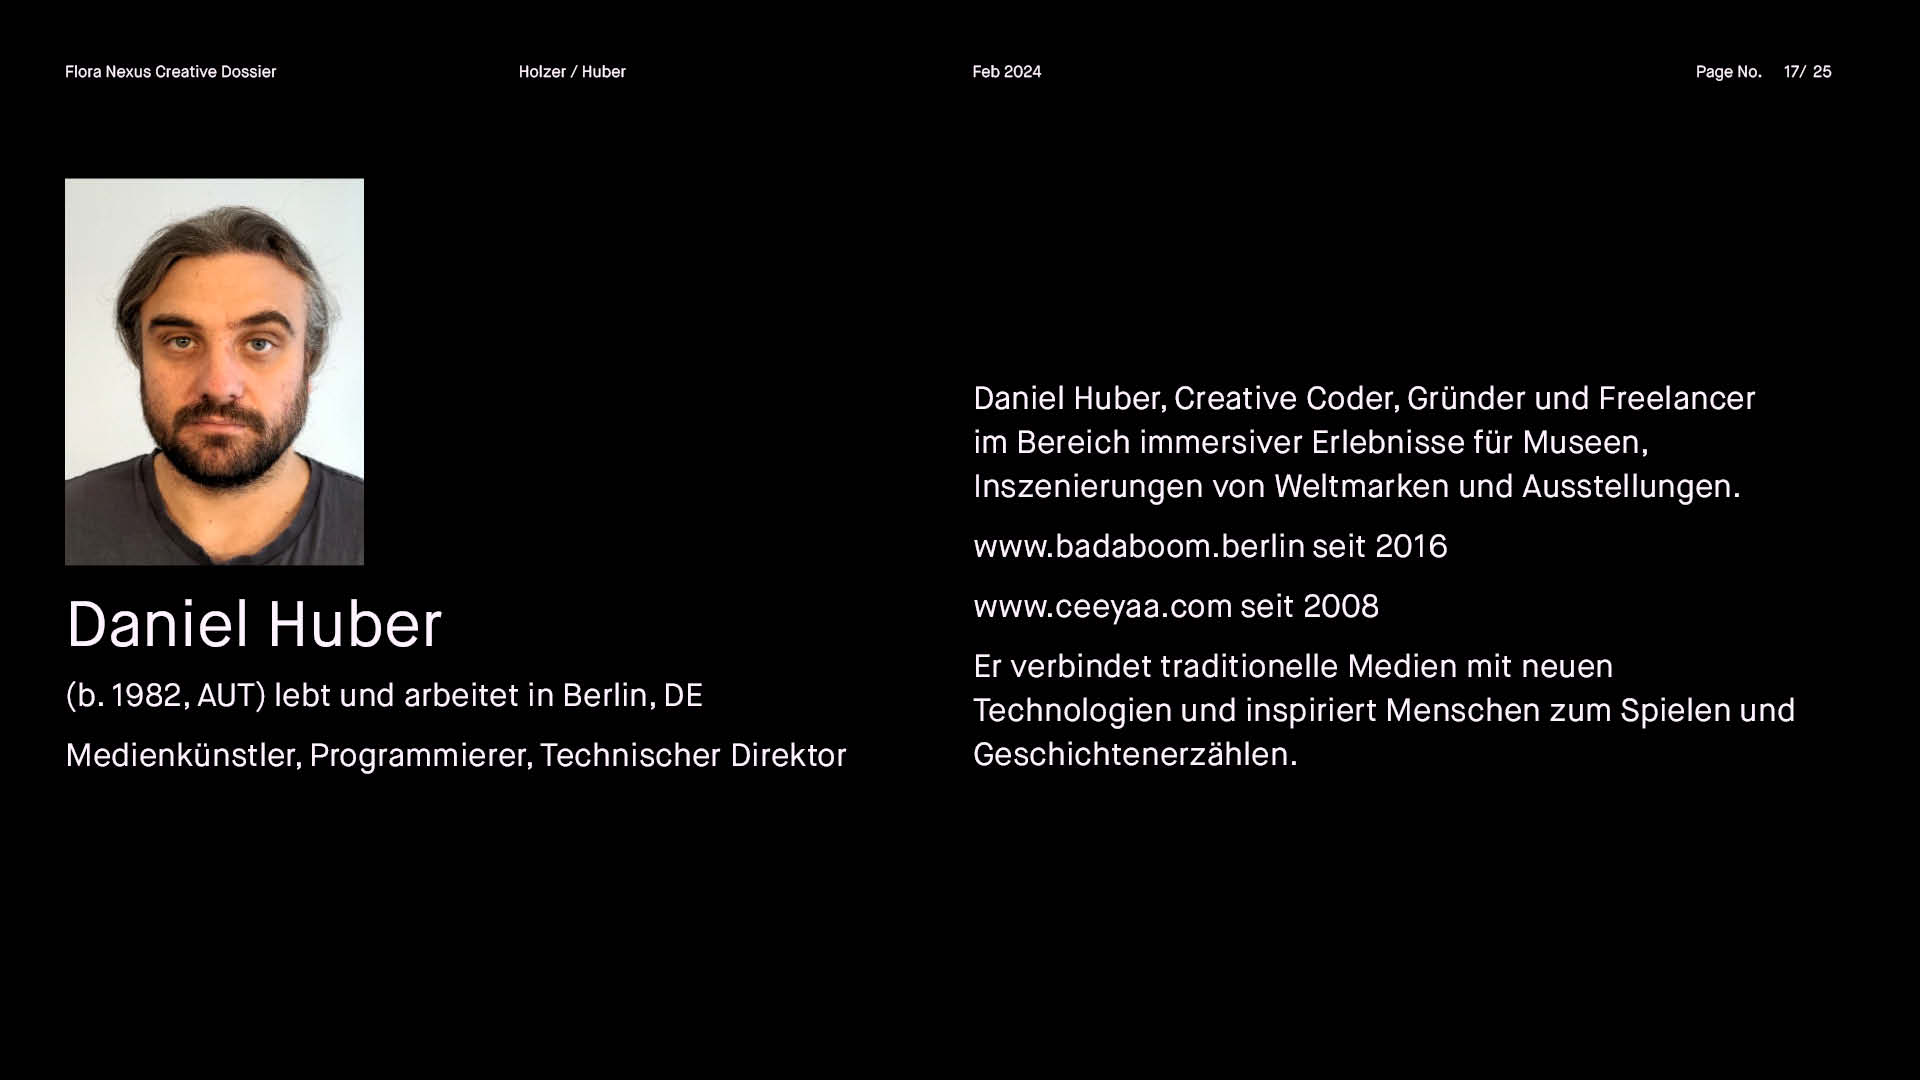 Flora Nexus Creative Dossier
Holzer / Huber
Feb 2024
Page No. 17/ 25
Daniel Huber
(b. 1982, AUT) lebt und arbeitet in Berlin, DE
Medienkünstler, Programmierer, Technischer Direktor
Daniel Huber, Creative Coder, Gründer und Freelancer
im Bereich immersiver Erlebnisse für Museen,
Inszenierungen von Weltmarken und Ausstellungen.
www.badaboom.berlin seit 2016
www.ceeyaa.com seit 2008
Er verbindet traditionelle Medien mit neuen
Technologien und inspiriert Menschen zum Spielen und
Geschichtenerzählen.